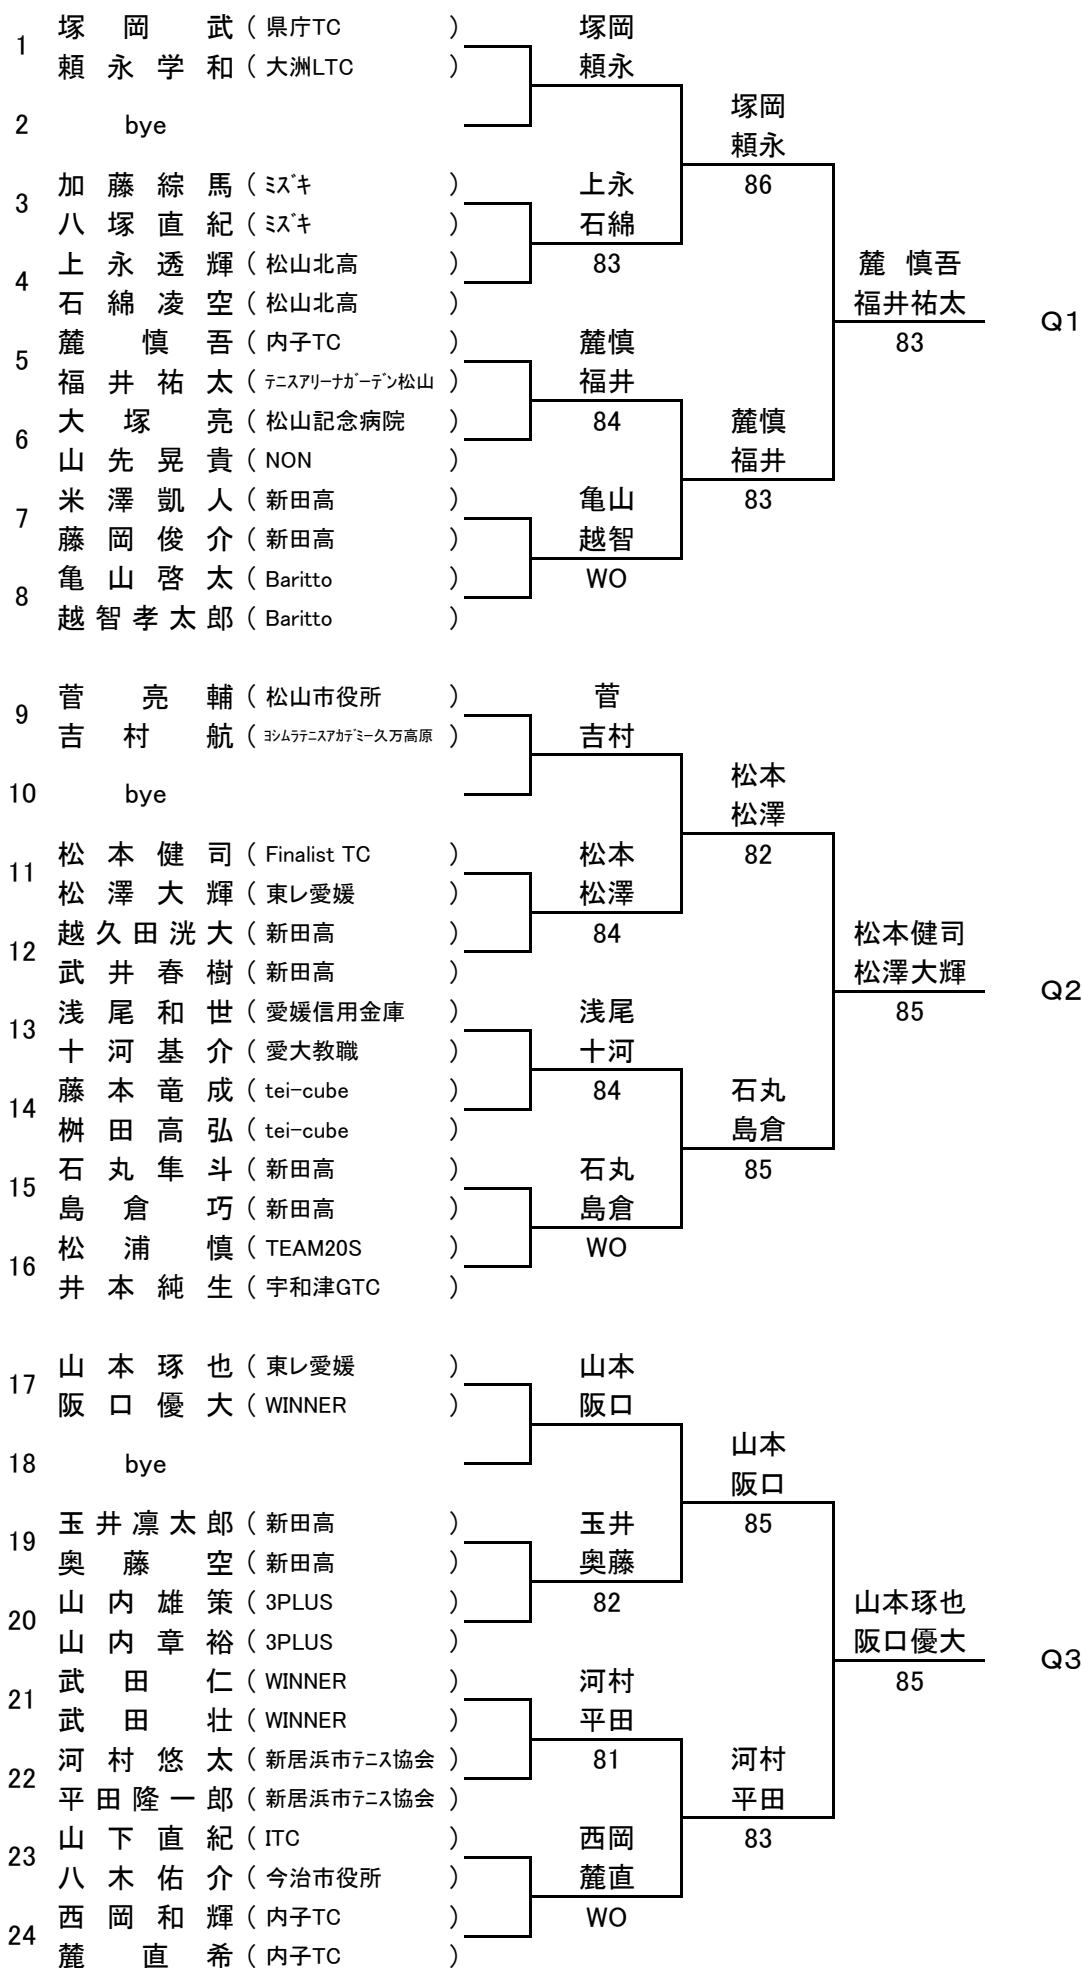 1 塚岡武 ( 県庁TC )
頼永学和 ( 大洲LTC )
2 bye
3 加藤綜馬 ( ミズキ )
八塚直紀 ( ミズキ )
4 上永透輝 ( 松山北高 )
石綿凌空 ( 松山北高 )
5 麓慎吾 ( 内子TC )
福井祐太 ( テニスアリーナガーデン松山 )
6 大塚亮 ( 松山記念病院 )
山先晃貴 ( NON )
7 米澤凱人 ( 新田高 )
藤岡俊介 ( 新田高 )
8 亀山啓太 ( Baritto )
越智孝太郎 ( Baritto )
塚岡
頼永
上永
石綿
83
麓慎
福井
84
亀山
越智
WO
塚岡
頼永
86
麓慎
福井
83
麓 慎吾
福井祐太
83
Q1
9 菅亮輔 ( 松山市役所 )
吉村航 ( ヨシムラテニスアカデミー久万高原 )
10 bye
11 松本健司 ( Finalist TC )
松澤大輝 ( 東レ愛媛 )
12 越久田洸大 ( 新田高 )
武井春樹 ( 新田高 )
13 浅尾和世 ( 愛媛信用金庫 )
十河基介 ( 愛大教職 )
14 藤本竜成 ( tei-cube )
桝田高弘 ( tei-cube )
15 石丸隼斗 ( 新田高 )
島倉巧 ( 新田高 )
16 松浦慎 ( TEAM20S )
井本純生 ( 宇和津GTC )
菅
吉村
松本
松澤
84
浅尾
十河
84
石丸
島倉
WO
松本
松澤
82
石丸
島倉
85
松本健司
松澤大輝
85
Q2
17 山本琢也 ( 東レ愛媛 )
阪口優大 ( WINNER )
18 bye
19 玉井凛太郎 ( 新田高 )
奥藤空 ( 新田高 )
20 山内雄策 ( 3PLUS )
山内章裕 ( 3PLUS )
21 武田仁 ( WINNER )
武田壮 ( WINNER )
22 河村悠太 ( 新居浜市テニス協会 )
平田隆一郎 ( 新居浜市テニス協会 )
23 山下直紀 ( ITC )
八木佑介 ( 今治市役所 )
24 西岡和輝 ( 内子TC )
麓直希 ( 内子TC )
山本
阪口
玉井
奥藤
82
河村
平田
81
西岡
麓直
WO
山本
阪口
85
河村
平田
83
山本琢也
阪口優大
85
Q3